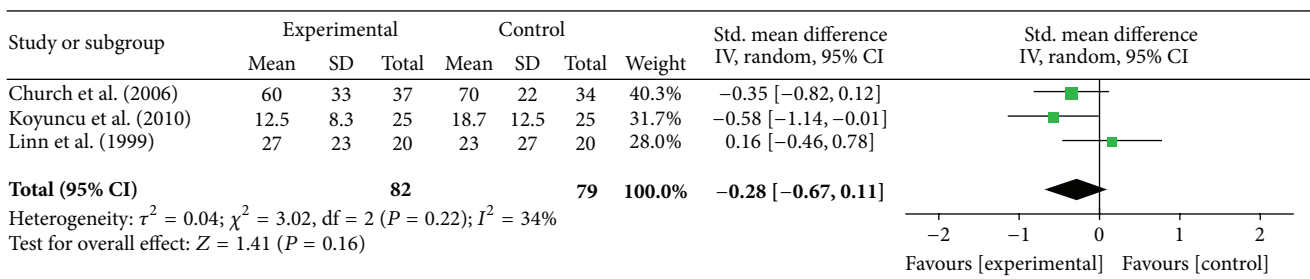 Study or subgroup Experimental Control Weight Std. mean difference IV, random, 95% CI Std. mean difference IV, random, 95% CI
Mean SD Total Mean SD Total
Church et al. (2006) 60 33 37 70 22 34 40.3% −0.35 [−0.82, 0.12]
Koyuncu et al. (2010) 12.5 8.3 25 18.7 12.5 25 31.7% −0.58 [−1.14, −0.01]
Linn et al. (1999) 27 23 20 23 27 20 28.0% 0.16 [−0.46, 0.78]
Total (95% CI) 82 79 100.0% −0.28 [−0.67, 0.11]
Heterogeneity: τ² = 0.04; χ² = 3.02, df = 2 (P = 0.22); I² = 34%
Test for overall effect: Z = 1.41 (P = 0.16)
−2 −1 0 1 2
Favours [experimental] Favours [control]